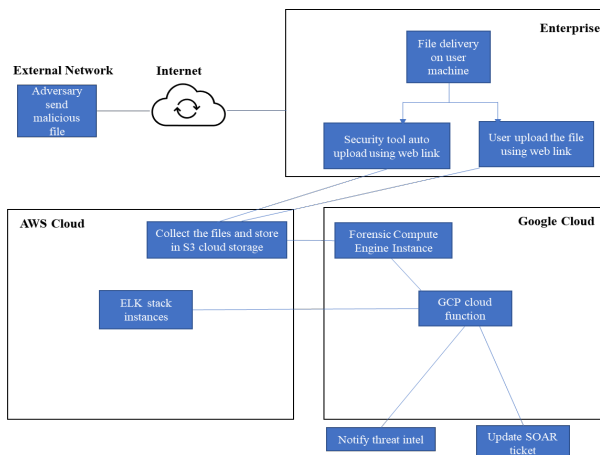 Enterprise
File delivery
on user
machine
External Network
Internet
Adversary
send
malicious
file
Security tool auto
upload using web link
User upload the file
using web link
AWS Cloud
Google Cloud
Collect the files and store
in S3 cloud storage
Forensic Compute
Engine Instance
ELK stack
instances
GCP cloud
function
Notify threat intel
Update SOAR
ticket